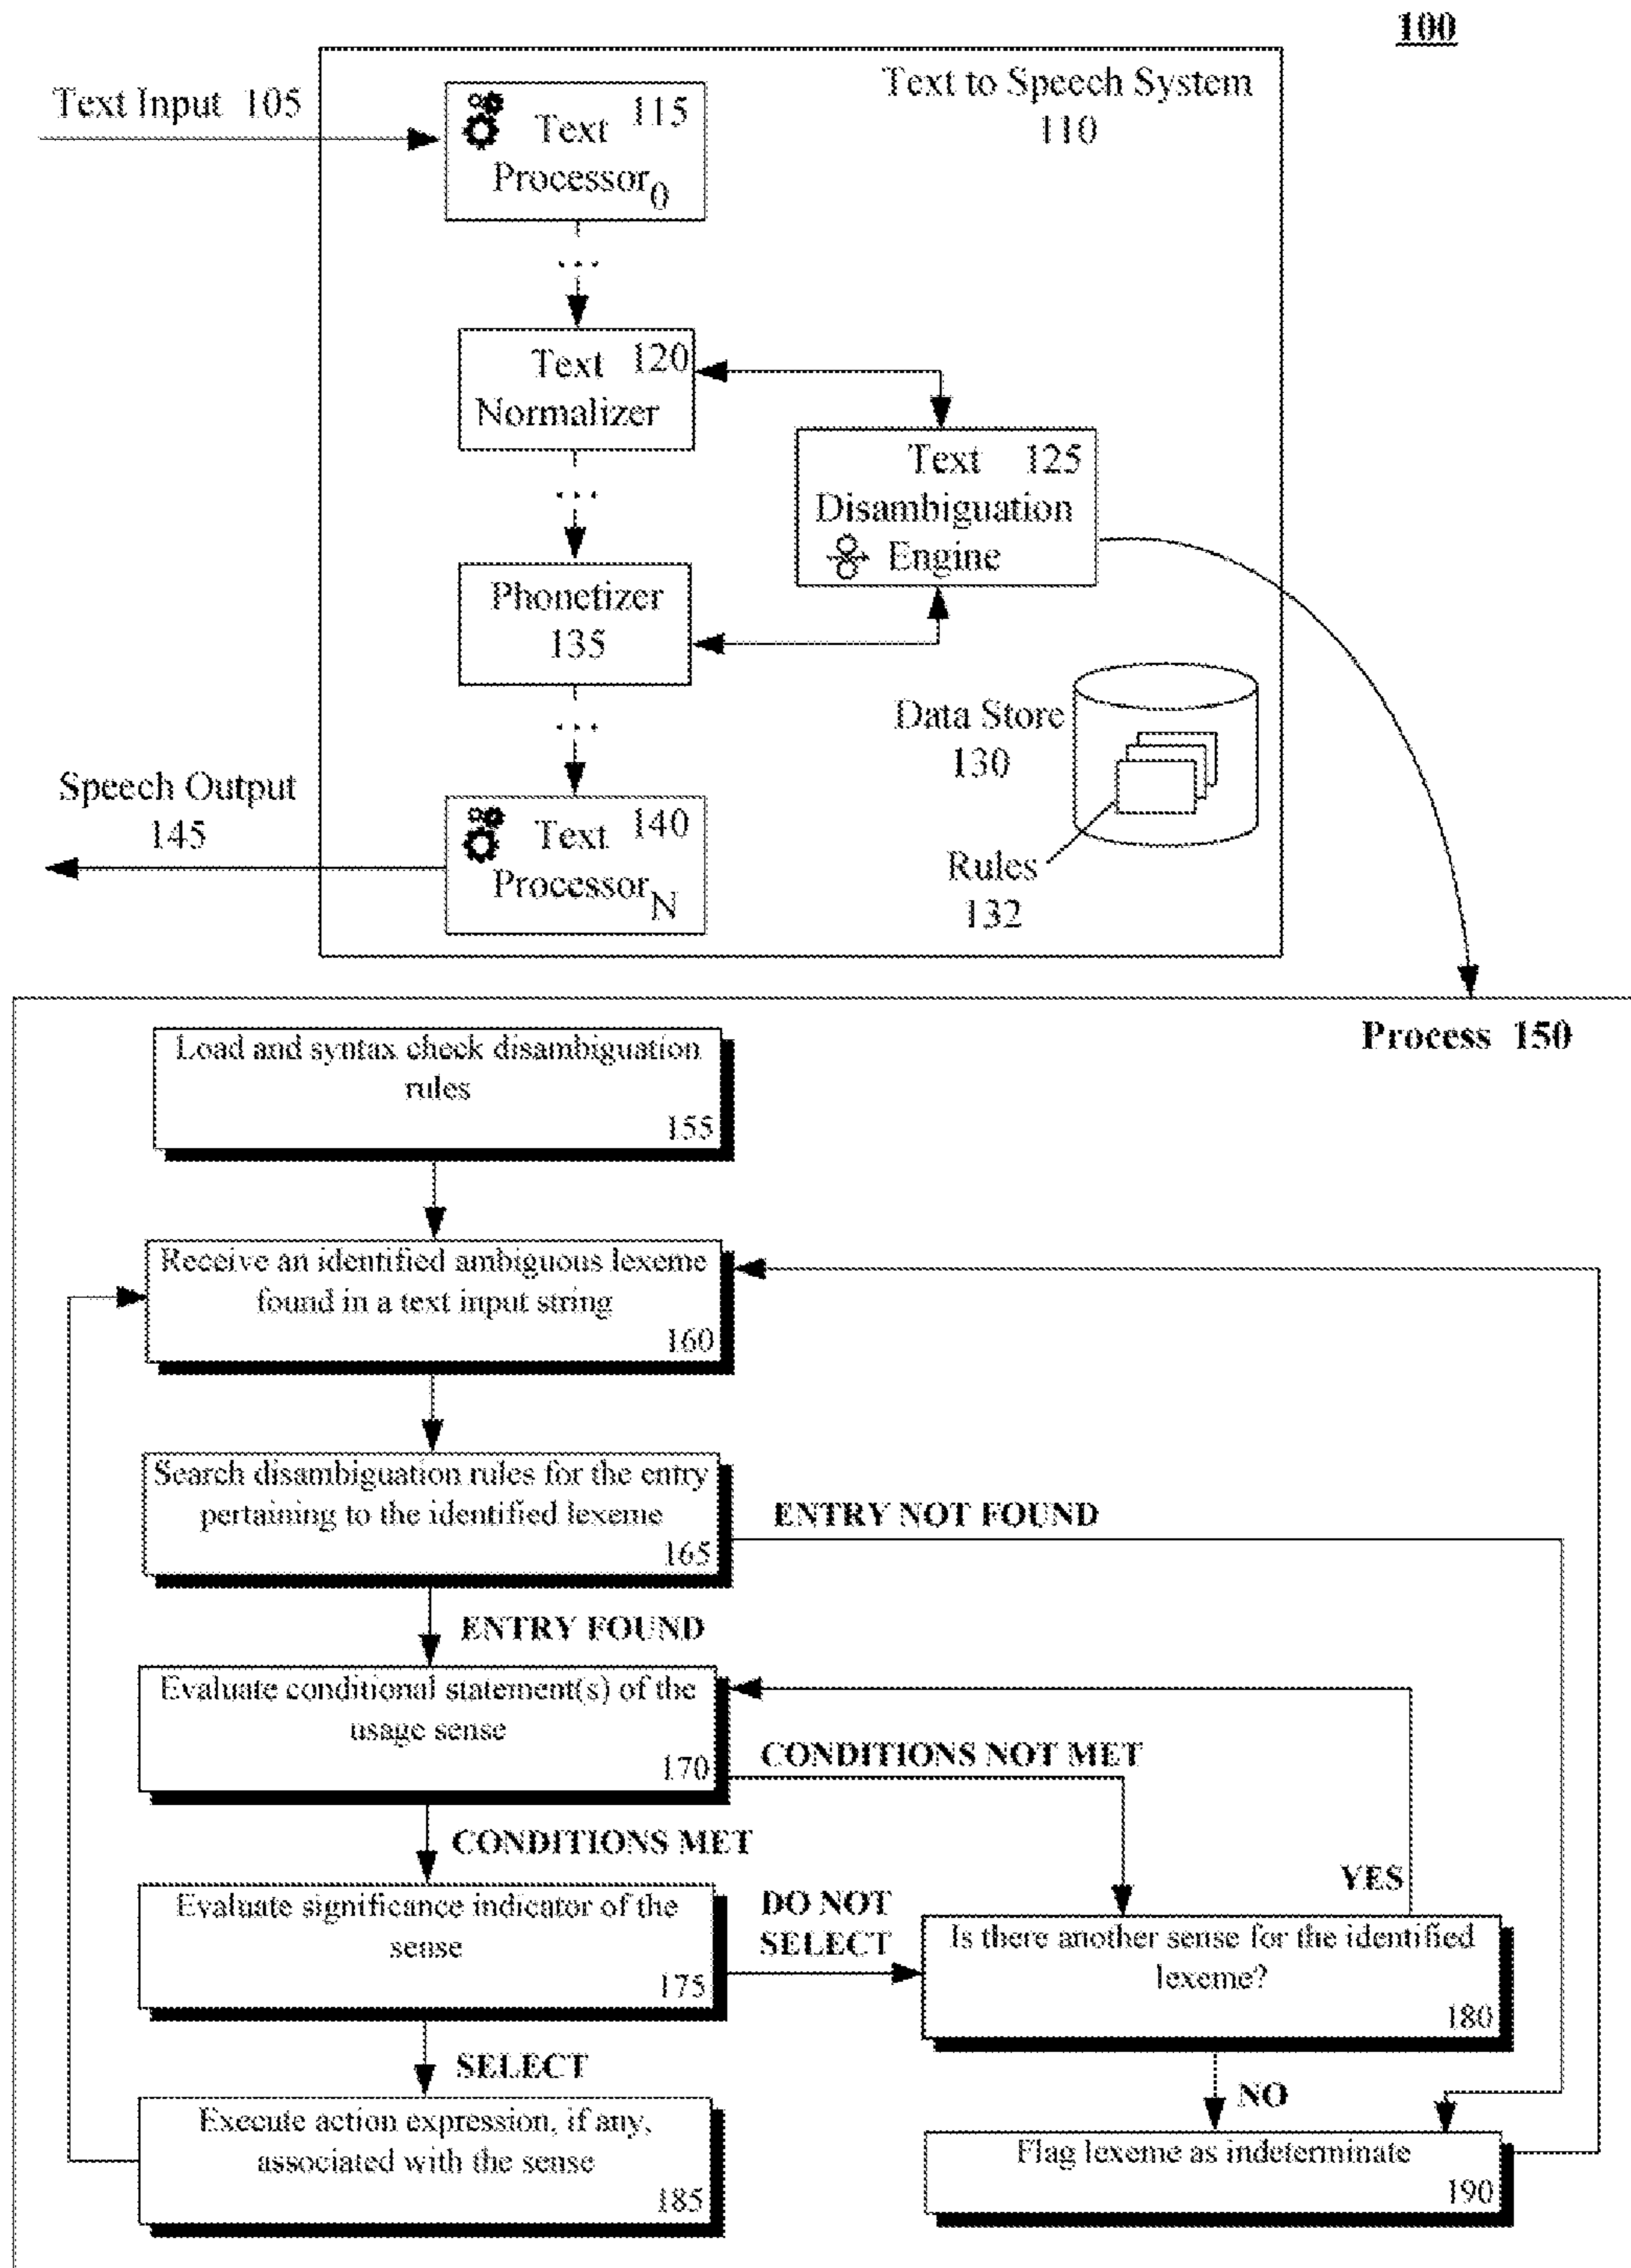 100
Text to Speech System
110
Text Input 105
115
Text
Processor0
...
Text 120
Normalizer
Text 125
Disambiguation
Engine
...
Phonetizer
135
Data Store
130
...
Speech Output
145
140
Text
ProcessorN
Rules
132
Process 150
Load and syntax check disambiguation
rules
155
Receive an identified ambiguous lexeme
found in a text input string
160
Search disambiguation rules for the entry
pertaining to the identified lexeme
165
ENTRY NOT FOUND
ENTRY FOUND
Evaluate conditional statement(s) of the
usage sense
170
CONDITIONS NOT MET
CONDITIONS MET
YES
Evaluate significance indicator of the
sense
175
DO NOT
SELECT
Is there another sense for the identified
lexeme?
180
SELECT
NO
Execute action expression, if any,
associated with the sense
185
Flag lexeme as indeterminate
190